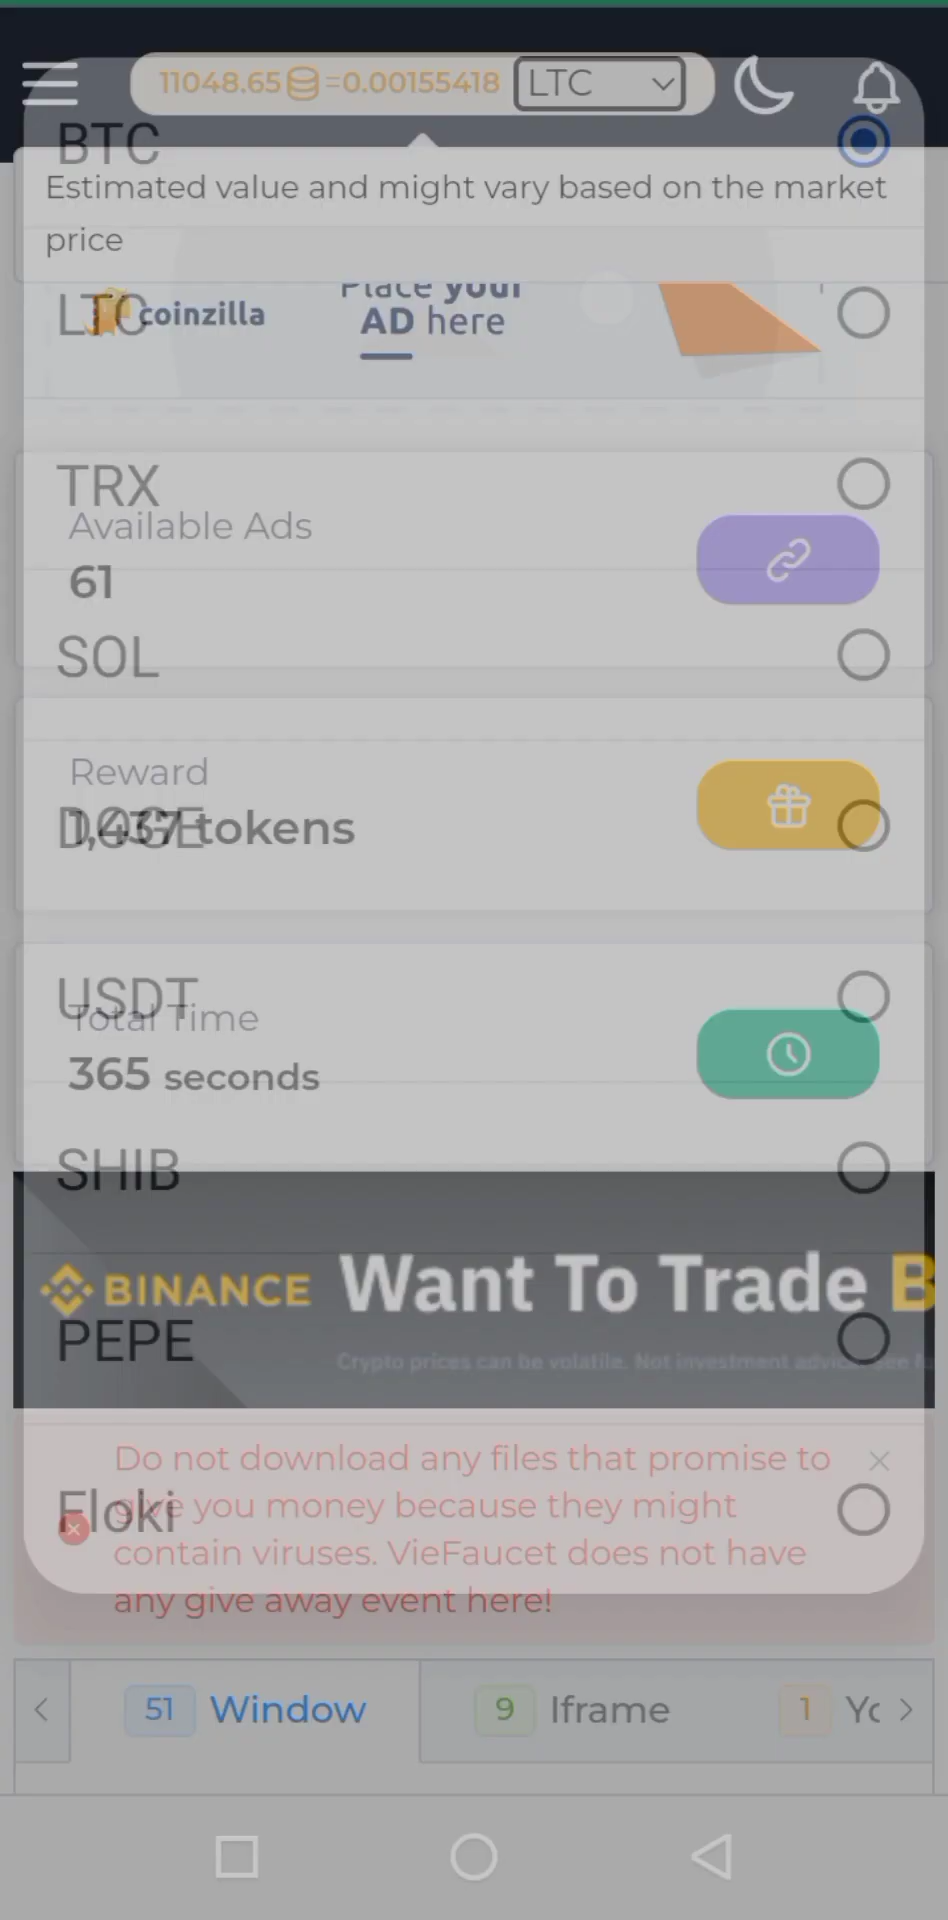 11048.65 =0.00155418 LTC
BTC
Estimated value and might vary based on the market
price
Place your
LTC
coinzilla
AD here
TRX
Available Ads
61
SOL
Reward
DOGE
1,437 tokens
USDT
Total Time
365 seconds
SHIB
BINANCE
Want To Trade B
PEPE
Crypto prices can be volatile. Not investment advice. See
Do not download any files that promise to
give you money because they might
Floki
contain viruses. VieFaucet does not have
any give away event here!
51 Window
9 Iframe
1 Yo